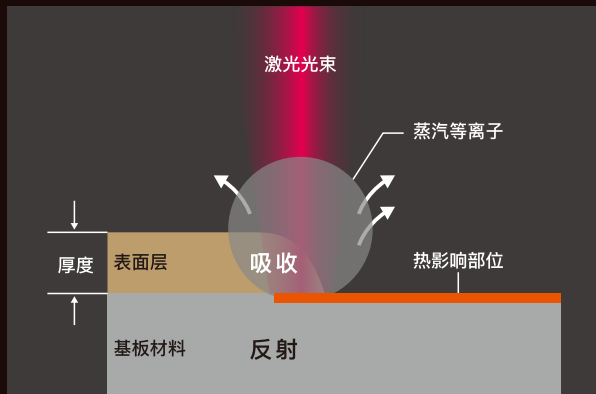 激光光束
蒸汽等离子
厚度
表面层
吸收
热影响部位
基板材料
反射